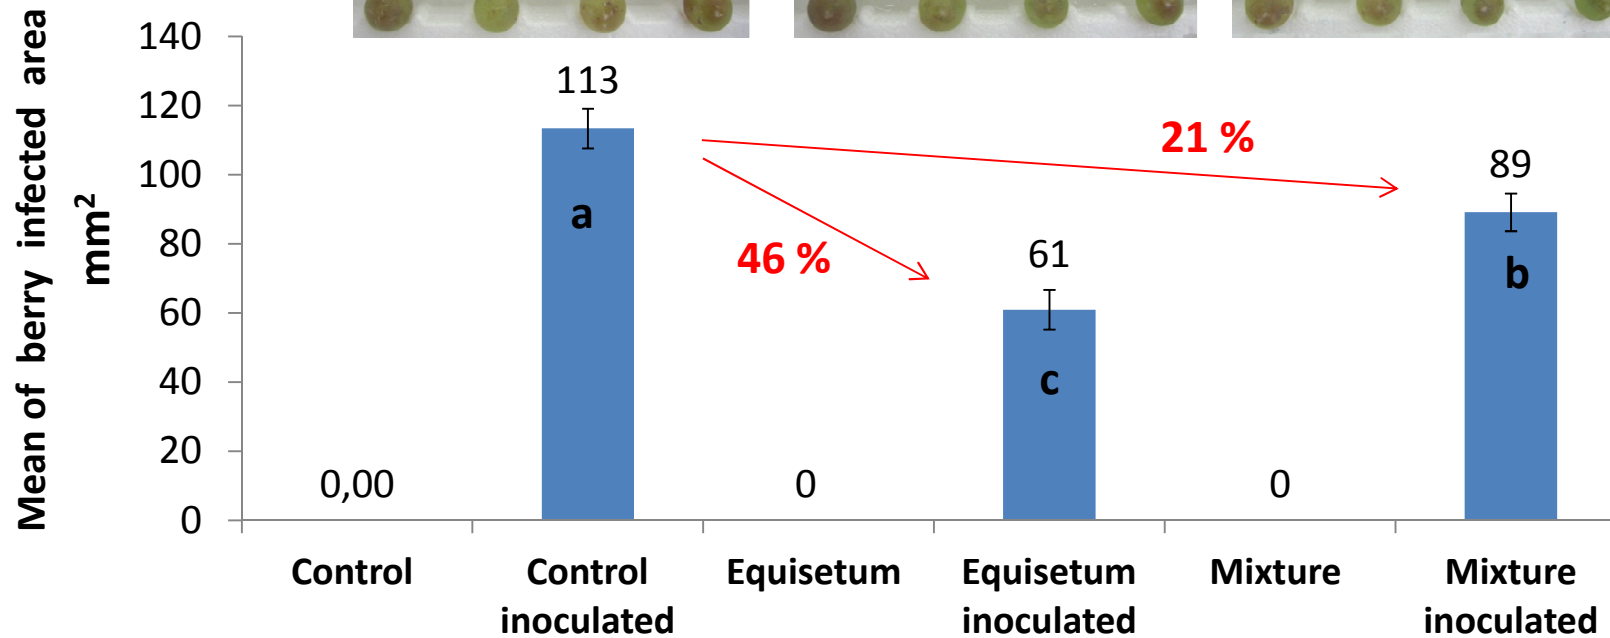 Mean of berry infected area
mm²
140
120
100
80
60
40
20
0
0,00
113
a
0
61
c
0
89
b
46 %
21 %
Control
Control
inoculated
Equisetum
Equisetum
inoculated
Mixture
Mixture
inoculated